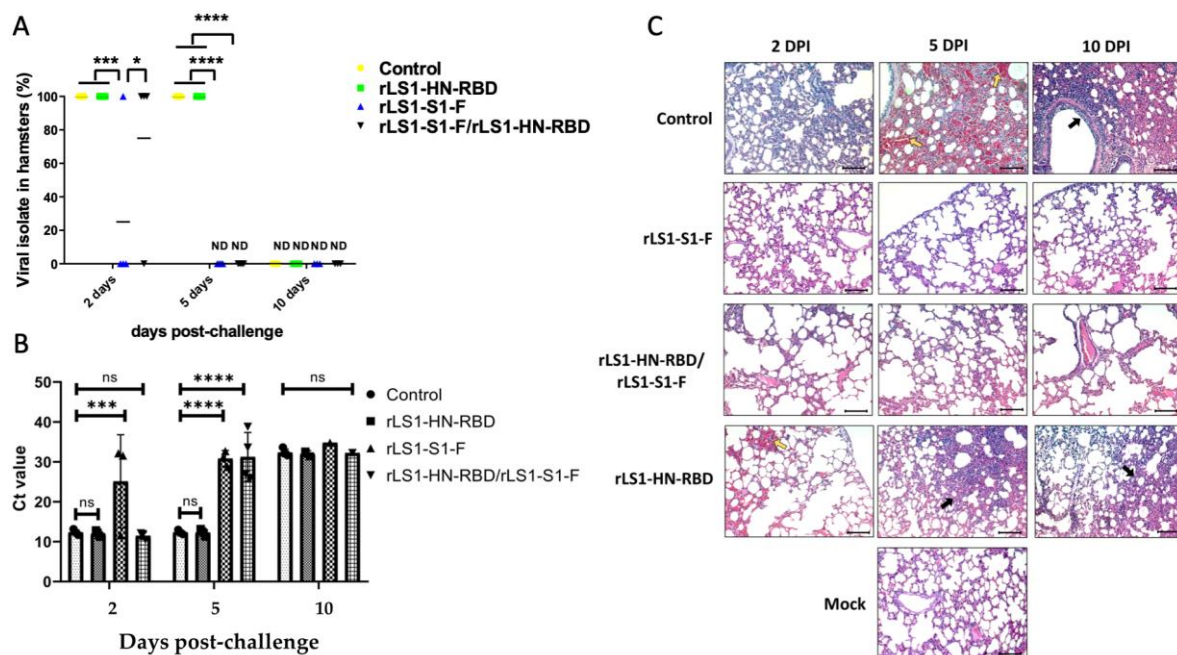 A
**** 
*** *
****
Viral isolate in hamsters (%)
100
80
60
40
20
0
ND ND
ND ND ND ND
2 days
5 days
10 days
days post-challenge
Control
rLS1-HN-RBD
rLS1-S1-F
rLS1-S1-F/rLS1-HN-RBD
B
Ct value
50
40
30
20
10
0
ns
***
ns
****
****
ns
ns
2
5
10
Days post-challenge
Control
rLS1-HN-RBD
rLS1-S1-F
rLS1-HN-RBD/rLS1-S1-F
C
2 DPI
5 DPI
10 DPI
Control
rLS1-S1-F
rLS1-HN-RBD/
rLS1-S1-F
rLS1-HN-RBD
Mock